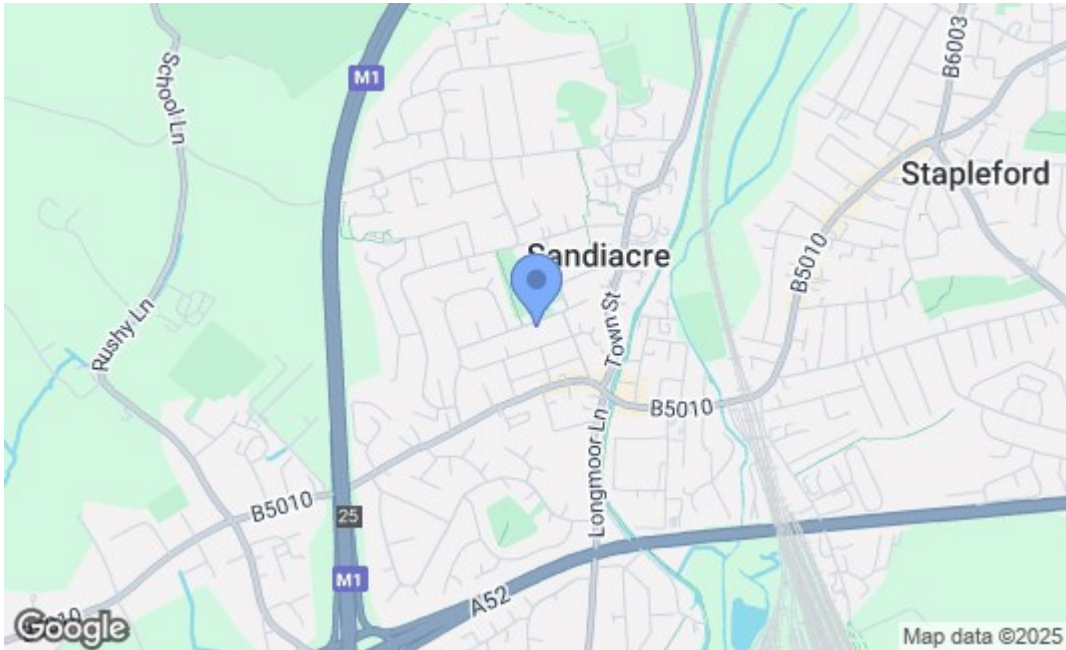 M1
School Ln
B6003
Stapleford
Sandiacre
B5010
Rushy Ln
Town St
B5010
Longmoor Ln
B5010
25
M1
A52
Google
Map data ©2025